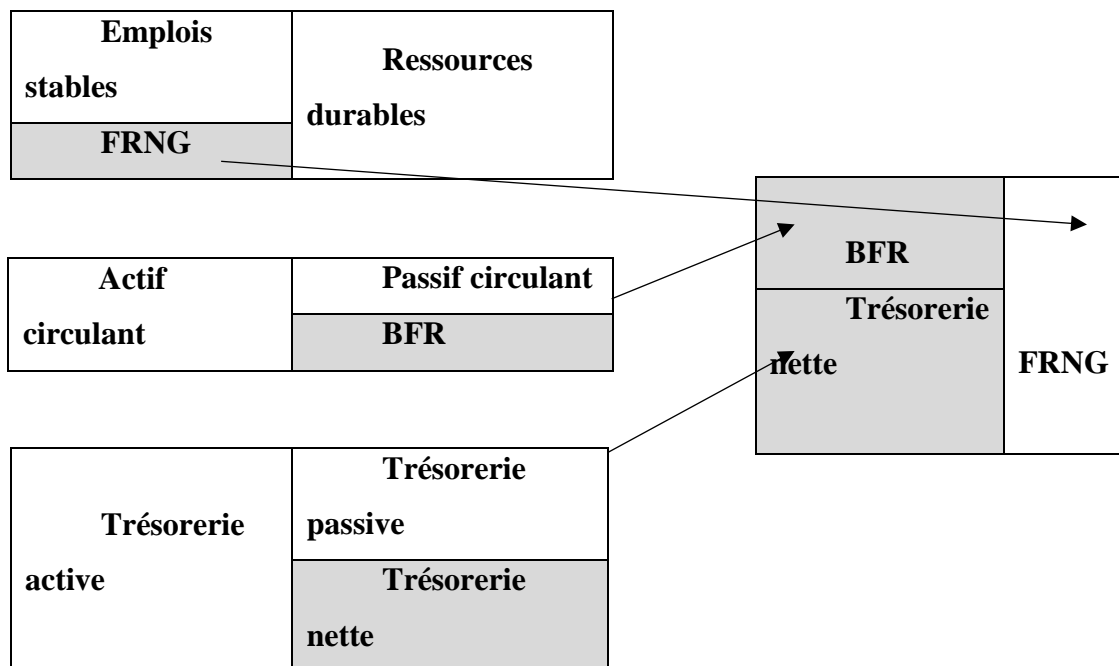 Emplois
stables
Ressources
durables
FRNG
Actif
circulant
Passif circulant
BFR
Trésorerie
active
Trésorerie
passive
Trésorerie
nette
BFR
Trésorerie
nette
FRNG